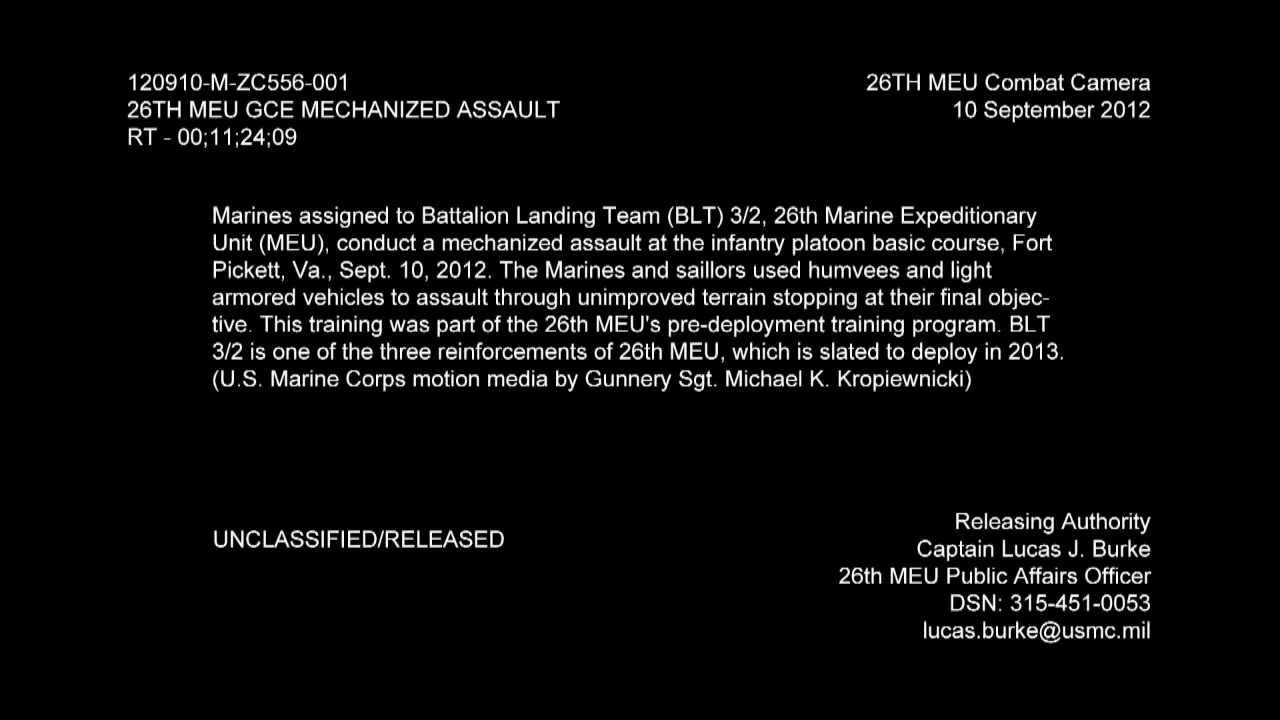 120910-M-ZC556-001
26TH MEU GCE MECHANIZED ASSAULT
RT - 00;11;24;09
26TH MEU Combat Camera
10 September 2012
Marines assigned to Battalion Landing Team (BLT) 3/2, 26th Marine Expeditionary
Unit (MEU), conduct a mechanized assault at the infantry platoon basic course, Fort
Pickett, Va., Sept. 10, 2012. The Marines and saillors used humvees and light
armored vehicles to assault through unimproved terrain stopping at their final objec-
tive. This training was part of the 26th MEU's pre-deployment training program. BLT
3/2 is one of the three reinforcements of 26th MEU, which is slated to deploy in 2013.
(U.S. Marine Corps motion media by Gunnery Sgt. Michael K. Kropiewnicki)
UNCLASSIFIED/RELEASED
Releasing Authority
Captain Lucas J. Burke
26th MEU Public Affairs Officer
DSN: 315-451-0053
lucas.burke@usmc.mil